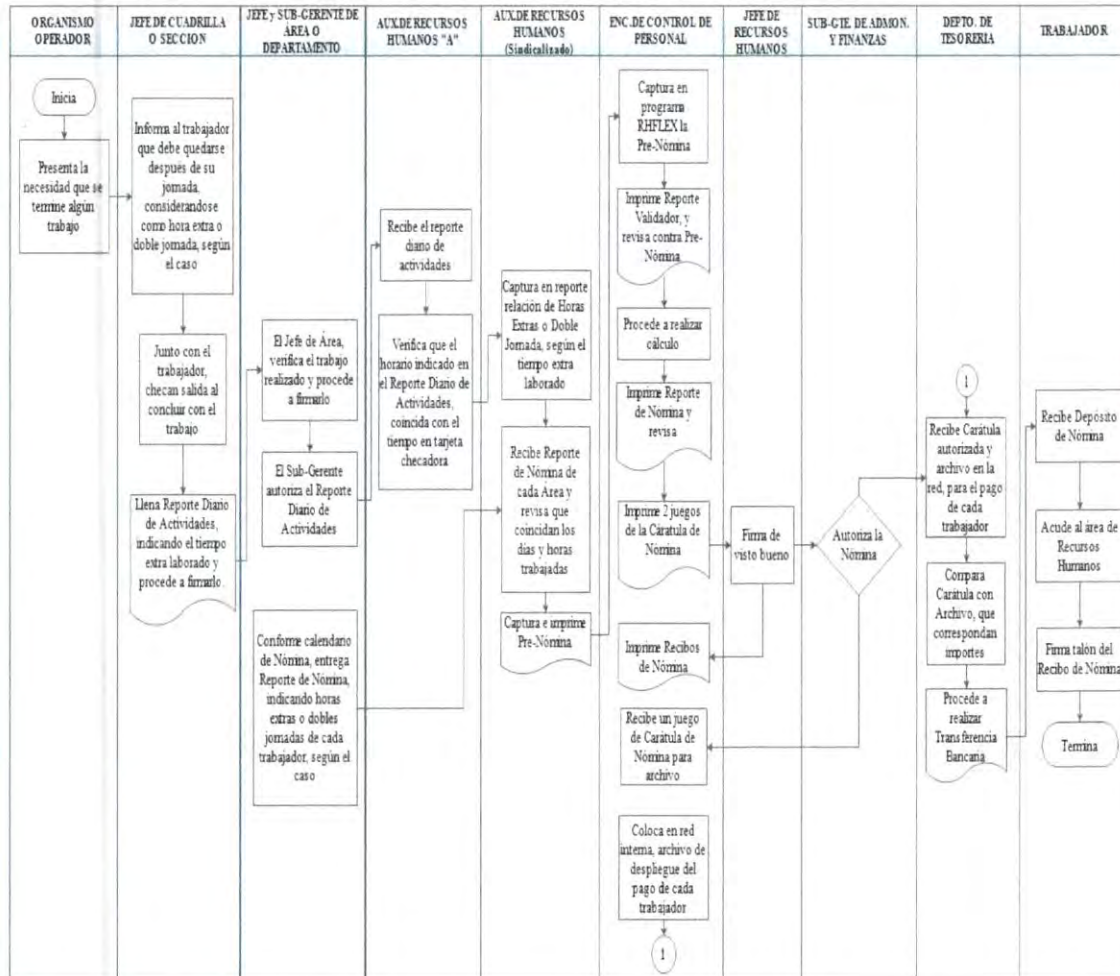 ORGANISMO
OPERADOR
JEFE DE CUADRILLA
O SECCION
JEFE y SUB-GERENTE DE
ÁREA O
DEPARTAMENTO
AUX.DE RECURSOS
HUMANOS "A"
AUX.DE RECURSOS
HUMANOS
(Sindicalizado)
ENC. DE CONTROL DE
PERSONAL
JEFE DE
RECURSOS
HUMANOS
SUB-GTE. DE ADMON.
Y FINANZAS
DEPTO. DE
TESORERIA
TRABAJADOR
Inicia
Presenta la
necesidad que se
termine algún
trabajo
Informa al trabajador
que debe quedarse
después de su
jornada,
considerandose
como hora extra o
doble jornada, según
el caso
Junto con el
trabajador,
checan salida al
concluir con el
trabajo
Llena Reporte Diario
de Actividades,
indicando el tiempo
extra laborado y
procede a firmarlo.
El Jefe de Área,
verifica el trabajo
realizado y procede
a firmarlo
El Sub-Gerente
autoriza el Reporte
Diario de
Actividades
Conforme calendario
de Nómina, entrega
Reporte de Nómina,
indicando horas
extras o dobles
jornadas de cada
trabajador, según el
caso
Recibe el reporte
diario de
actividades
Verifica que el
horario indicado en
el Reporte Diario de
Actividades,
coincida con el
tiempo en tarjeta
checadora
Captura en reporte
relación de Horas
Extras o Doble
Jornada, según el
tiempo extra
laborado
Recibe Reporte
de Nómina de
cada Área y
revisa que
coincidan los
días y horas
trabajadas
Captura e imprime
Pre-Nómina
Captura en
programa
RHFLEX la
Pre-Nómina
Imprime Reporte
Validador, y
revisa contra Pre-
Nómina
Procede a realizar
cálculo
Imprime Reporte
de Nómina y
revisa
Imprime 2 juegos
de la Cárátula de
Nómina
Imprime Recibos
de Nómina
Recibe un juego
de Carátula de
Nómina para
archivo
Coloca en red
interna, archivo de
despliegue del
pago de cada
trabajador
1
Firma de
visto bueno
Autoriza la
Nómina
1
Recibe Carátula
autorizada y
archivo en la
red, para el pago
de cada
trabajador
Compara
Carátula con
Archivo, que
correspondan
importes
Procede a
realizar
Transferencia
Bancaria
Recibe Depósito
de Nómina
Acude al área de
Recursos
Humanos
Firma talón del
Recibo de Nómina
Termina